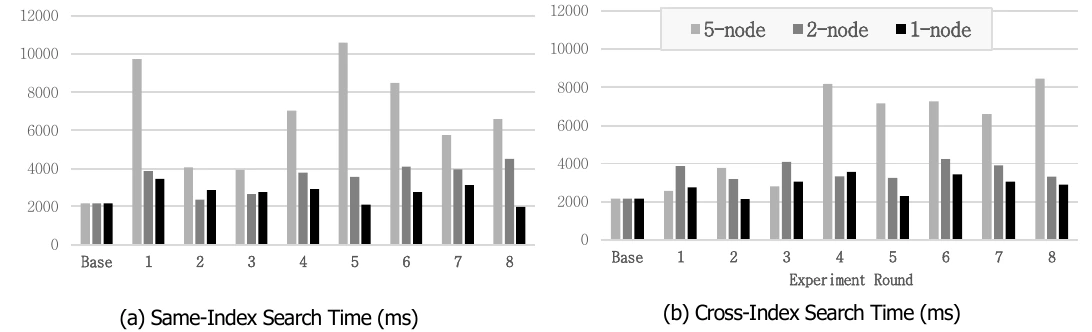 12000
10000
8000
6000
4000
2000
0
Base 1 2 3 4 5 6 7 8
(a) Same-Index Search Time (ms)
5-node 2-node 1-node
12000
10000
8000
6000
4000
2000
0
Base 1 2 3 4 5 6 7 8
Experiment Round
(b) Cross-Index Search Time (ms)